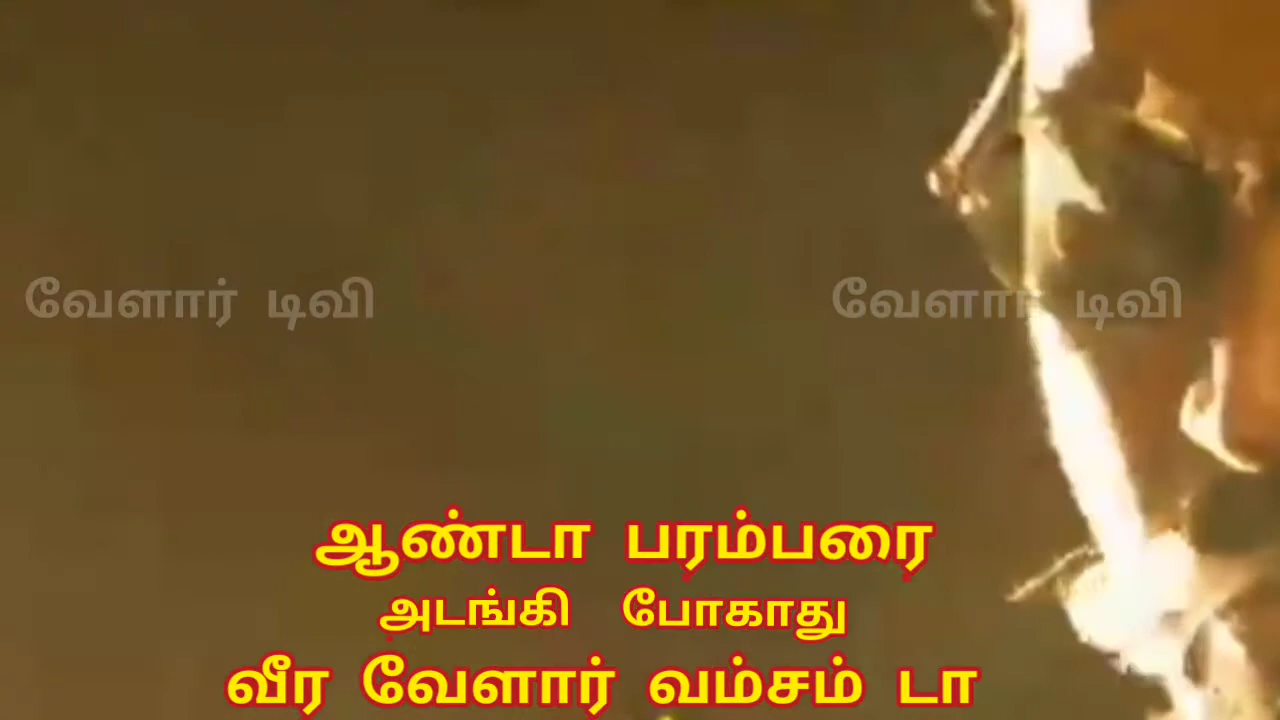 வேளார் டிவி வேளார் டிவி
ஆண்டா பரம்பரை
அடங்கி போகாது
வீர வேளார் வம்சம் டா